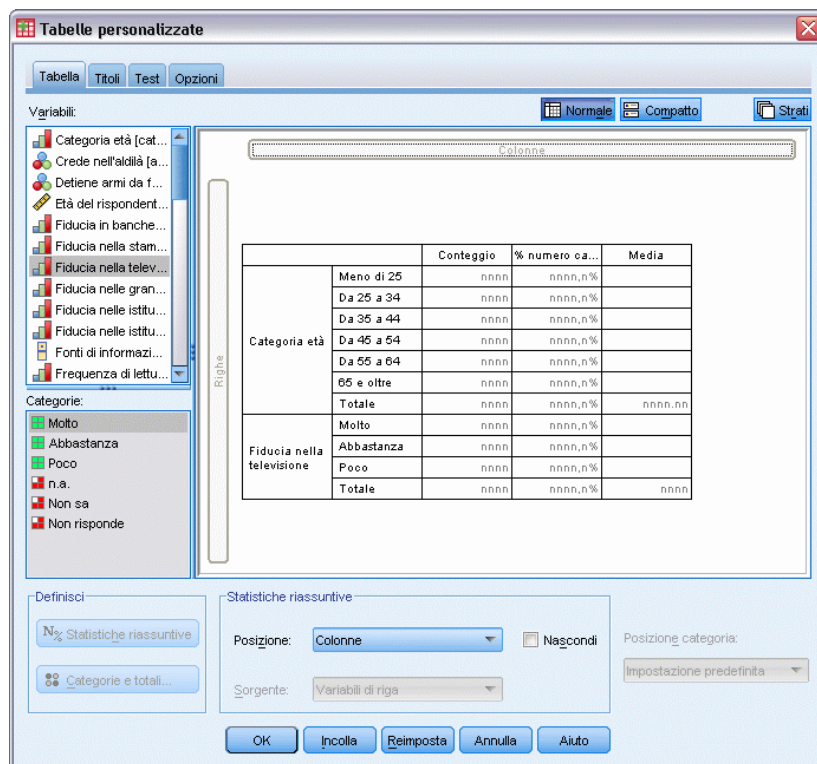 Tabelle personalizzate
Tabella Titoli Test Opzioni
Variabili:
Normale Compatto Strati
Categoria età [cat...
Crede nell'aldilà [a...
Detiene armi da f...
Età del rispondent...
Fiducia in banche...
Fiducia nella stam...
Fiducia nella telev...
Fiducia nelle gran...
Fiducia nelle istitu...
Fiducia nelle istitu...
Fonti di informazi...
Frequenza di lettu...
Categorie:
Molto
Abbastanza
Poco
n.a.
Non sa
Non risponde
Colonne
Righe
Conteggio % numero ca... Media
Categoria età
Meno di 25 nnnn nnnn,n%
Da 25 a 34 nnnn nnnn,n%
Da 35 a 44 nnnn nnnn,n%
Da 45 a 54 nnnn nnnn,n%
Da 55 a 64 nnnn nnnn,n%
65 e oltre nnnn nnnn,n%
Totale nnnn nnnn,n% nnnn.nn
Fiducia nella televisione
Molto nnnn nnnn,n%
Abbastanza nnnn nnnn,n%
Poco nnnn nnnn,n%
Totale nnnn nnnn,n% nnnn
Definisci
N% Statistiche riassuntive
Categorie e totali...
Statistiche riassuntive
Posizione: Colonne Nascondi
Sorgente: Variabili di riga
Posizione categoria:
Impostazione predefinita
OK Incolla Reimposta Annulla Aiuto